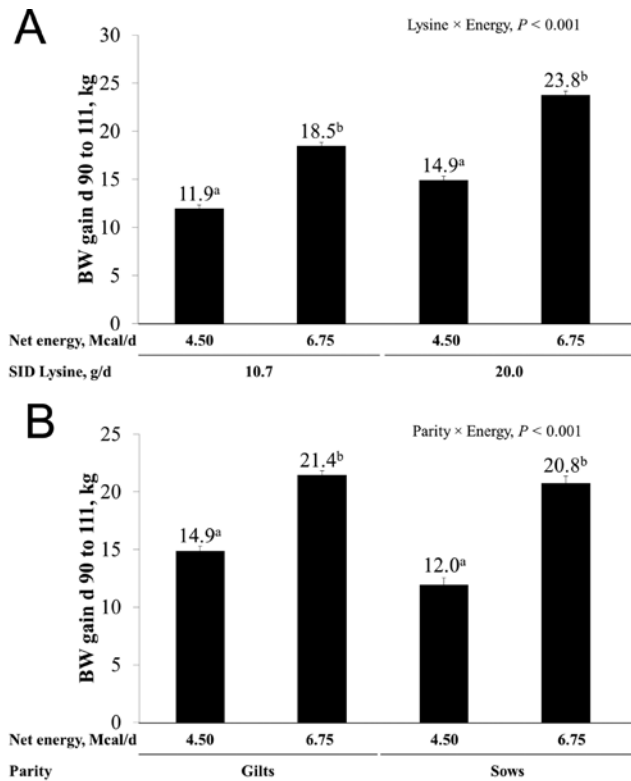 A
Lysine × Energy, P < 0.001
BW gain d 90 to 111, kg
30
25
20
15
10
5
0
11.9ᵃ
18.5ᵇ
14.9ᵃ
23.8ᵇ
Net energy, Mcal/d 4.50 6.75 4.50 6.75
SID Lysine, g/d 10.7 20.0
B
Parity × Energy, P < 0.001
BW gain d 90 to 111, kg
25
20
15
10
5
0
14.9ᵃ
21.4ᵇ
12.0ᵃ
20.8ᵇ
Net energy, Mcal/d 4.50 6.75 4.50 6.75
Parity Gilts Sows